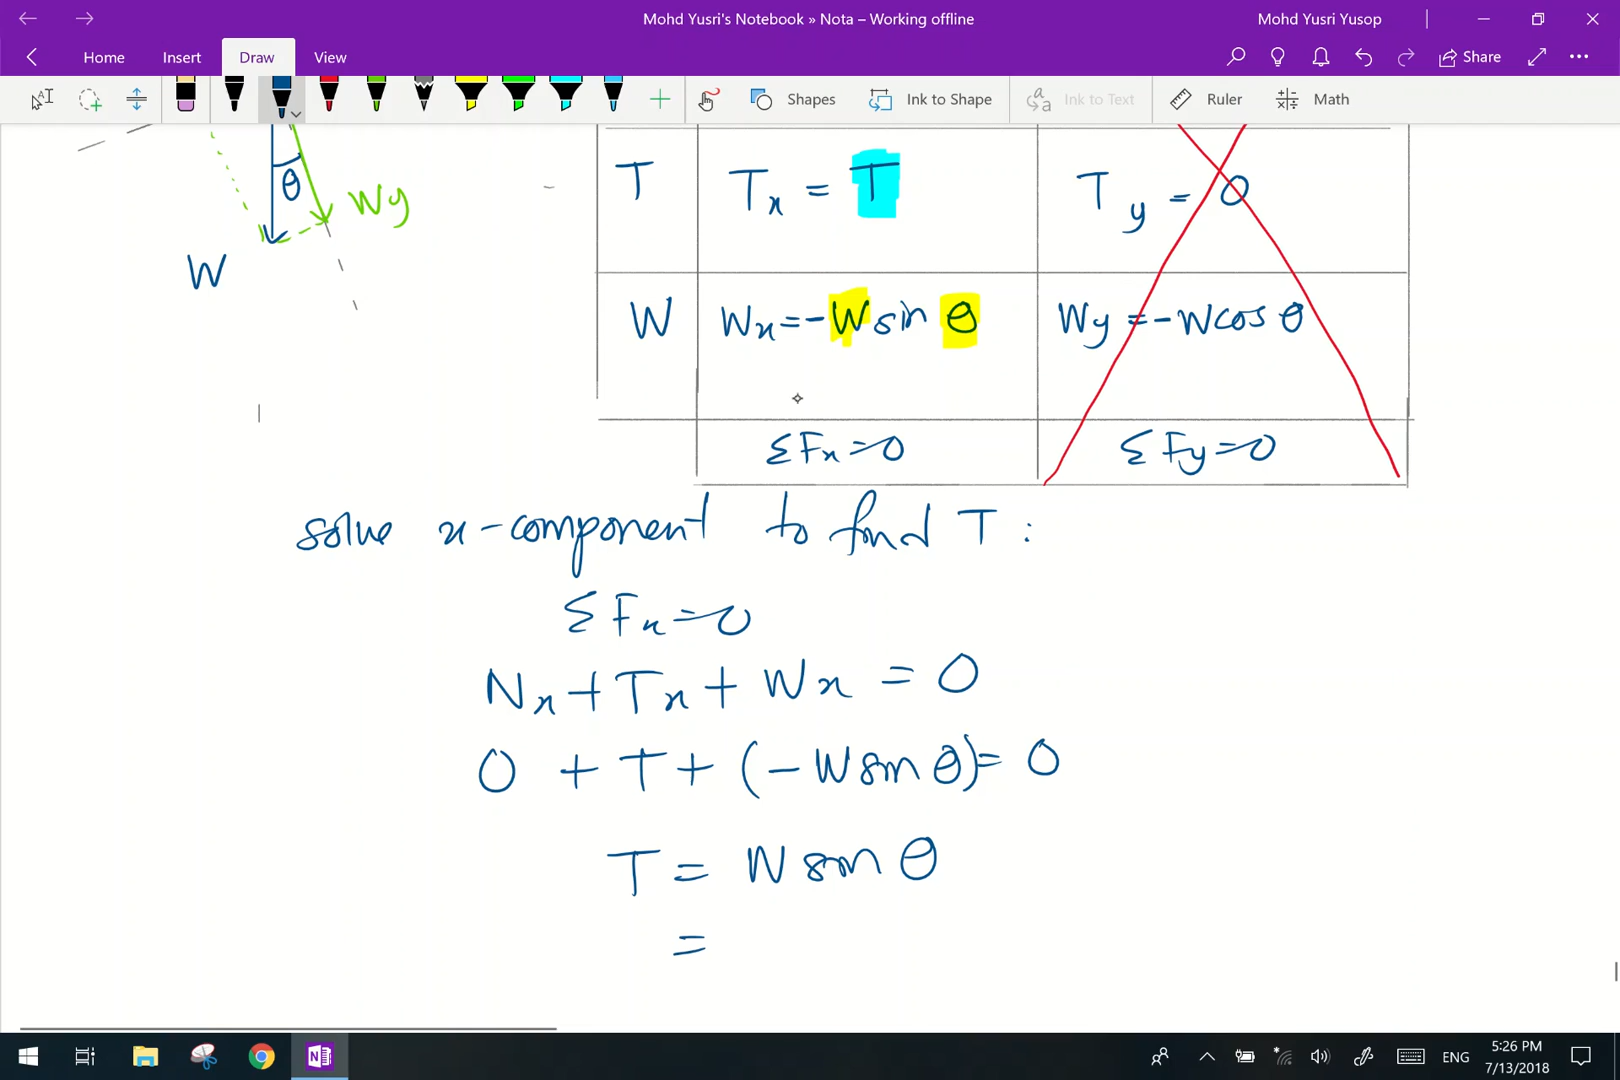 Mohd Yusri's Notebook » Nota – Working offline
Mohd Yusri Yusop
Home Insert Draw View
Share
Shapes Ink to Shape Ink to Text Ruler Math
θ
Wy
W
T Tx = T Ty = 0
W Wx = - W sin θ Wy = - W cos θ
ΣFx = 0 ΣFy = 0
solve x-component to find T :
ΣFx = 0
Nx + Tx + Wx = 0
0 + T + (- W sin θ) = 0
T = W sin θ
=
ENG
5:26 PM
7/13/2018